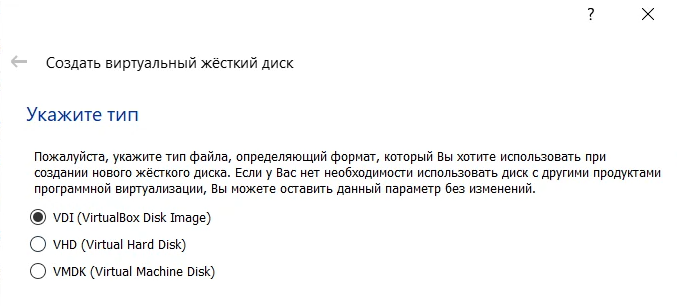 ?
Создать виртуальный жёсткий диск
Укажите тип
Пожалуйста, укажите тип файла, определяющий формат, который Вы хотите использовать при
создании нового жёсткого диска. Если у Вас нет необходимости использовать диск с другими продуктами
программной виртуализации, Вы можете оставить данный параметр без изменений.
VDI (VirtualBox Disk Image)
VHD (Virtual Hard Disk)
VMDK (Virtual Machine Disk)